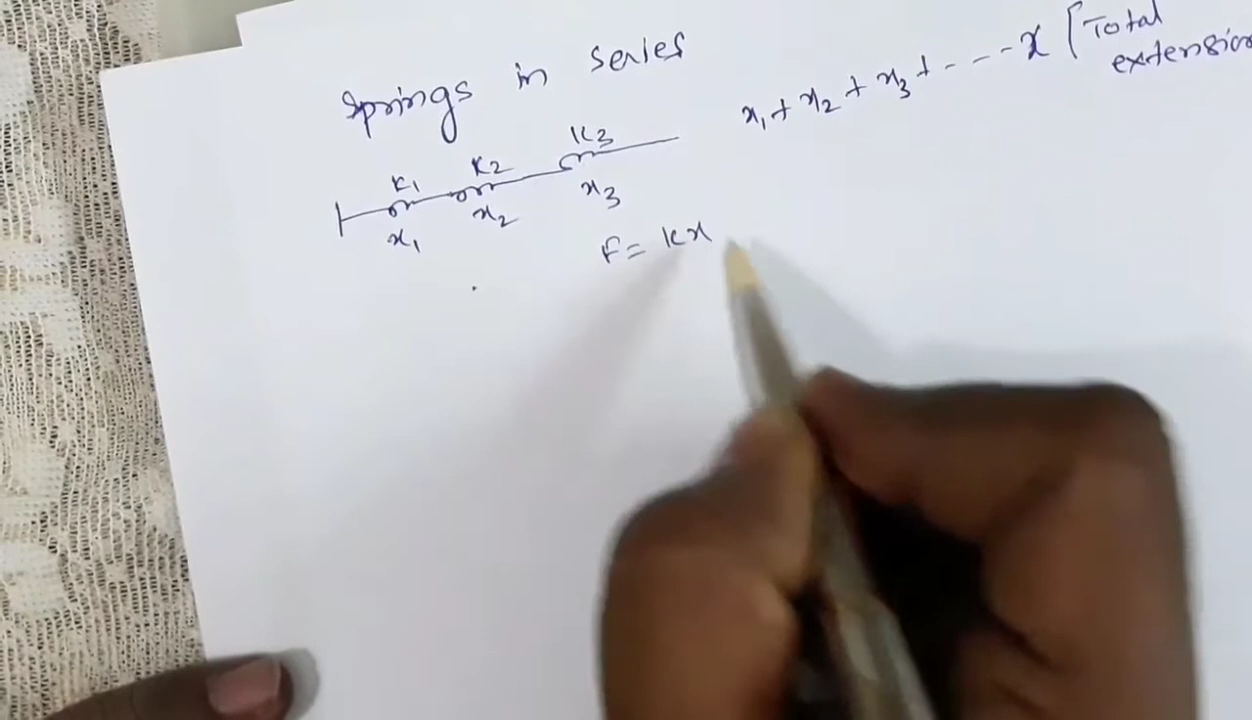 Springs in series
x₁ + x₂ + x₃ + - - - x [Total
extension
K₁ K₂ K₃
x₁ x₂ x₃
F = Kx